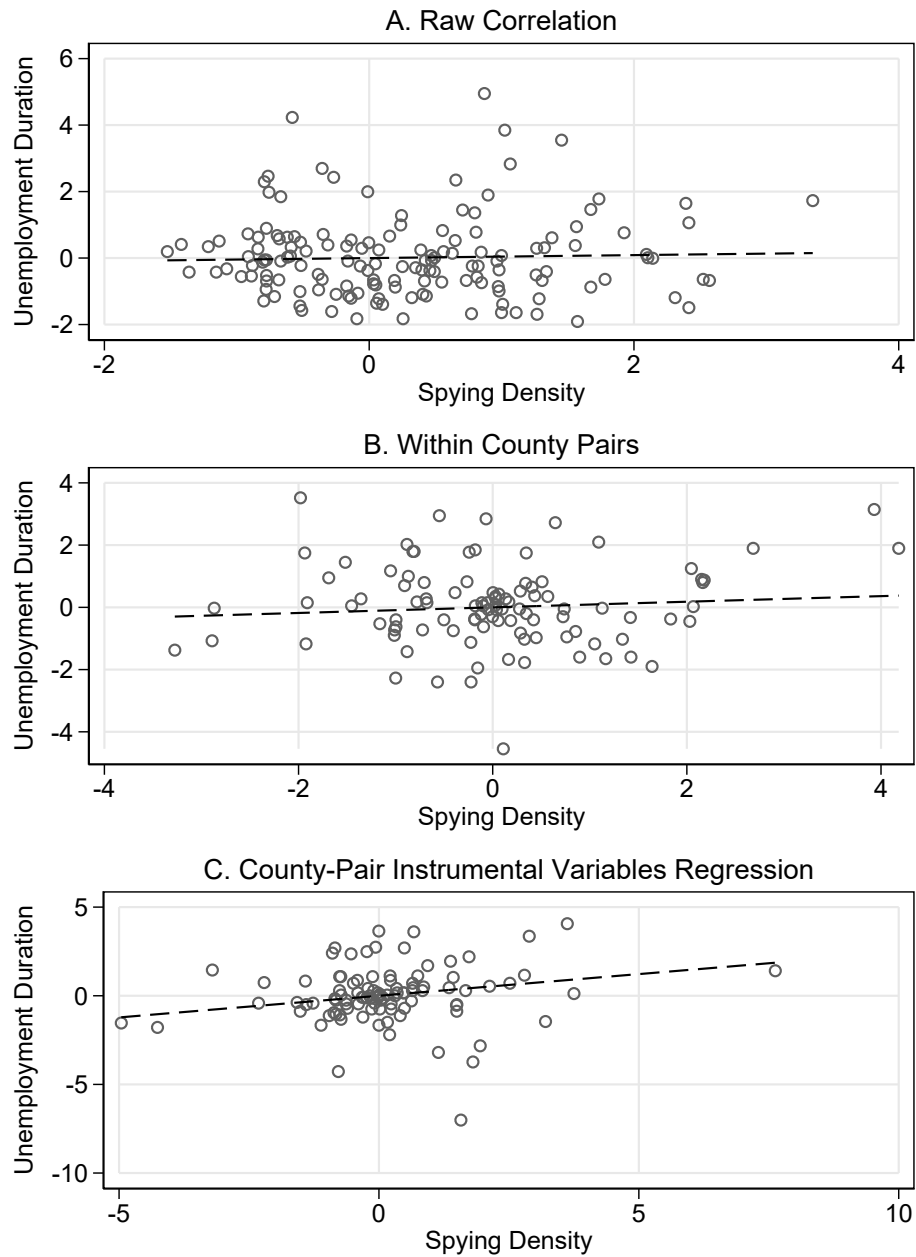 A. Raw Correlation
Unemployment Duration
6
4
2
0
-2
-2 0 2 4
Spying Density
B. Within County Pairs
Unemployment Duration
4
2
0
-2
-4
-4 -2 0 2 4
Spying Density
C. County-Pair Instrumental Variables Regression
Unemployment Duration
5
0
-5
-10
-5 0 5 10
Spying Density